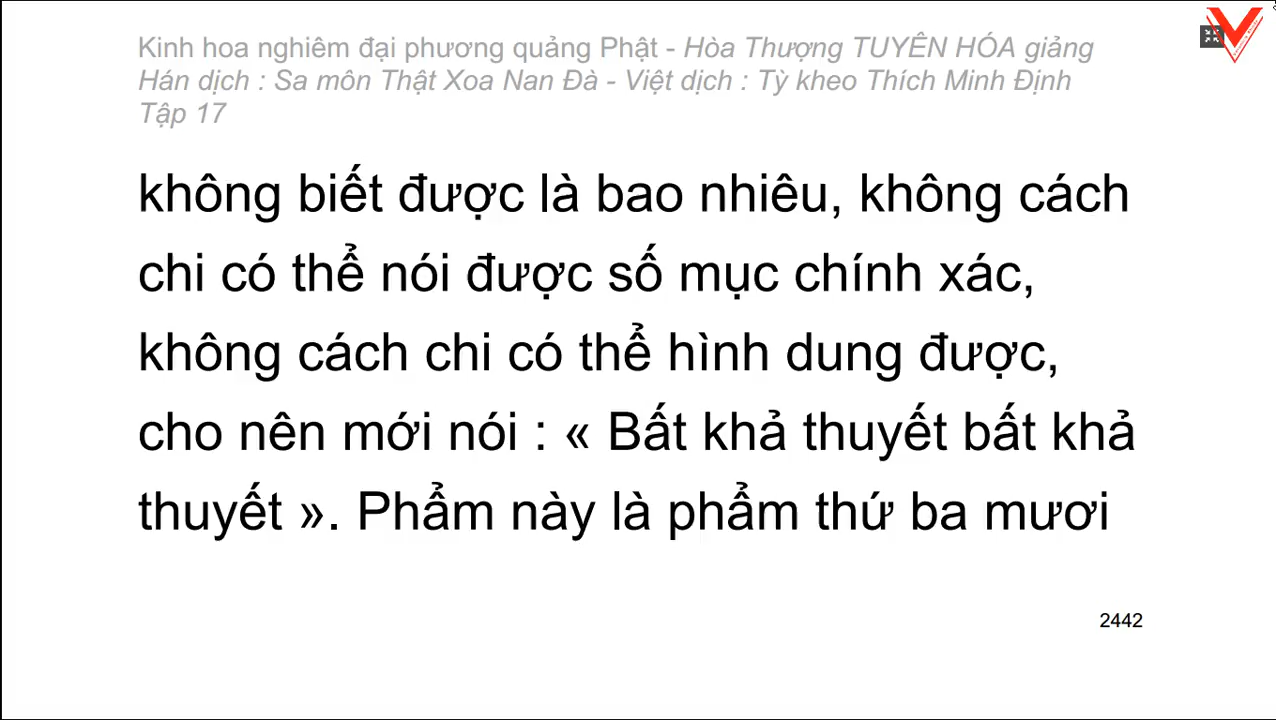 Kinh hoa nghiêm đại phương quảng Phật - Hòa Thượng TUYÊN HÓA giảng
Hán dịch : Sa môn Thật Xoa Nan Đà - Việt dịch : Tỳ kheo Thích Minh Định
Tập 17
không biết được là bao nhiêu, không cách
chi có thể nói được số mục chính xác,
không cách chi có thể hình dung được,
cho nên mới nói : « Bất khả thuyết bất khả
thuyết ». Phẩm này là phẩm thứ ba mươi
2442